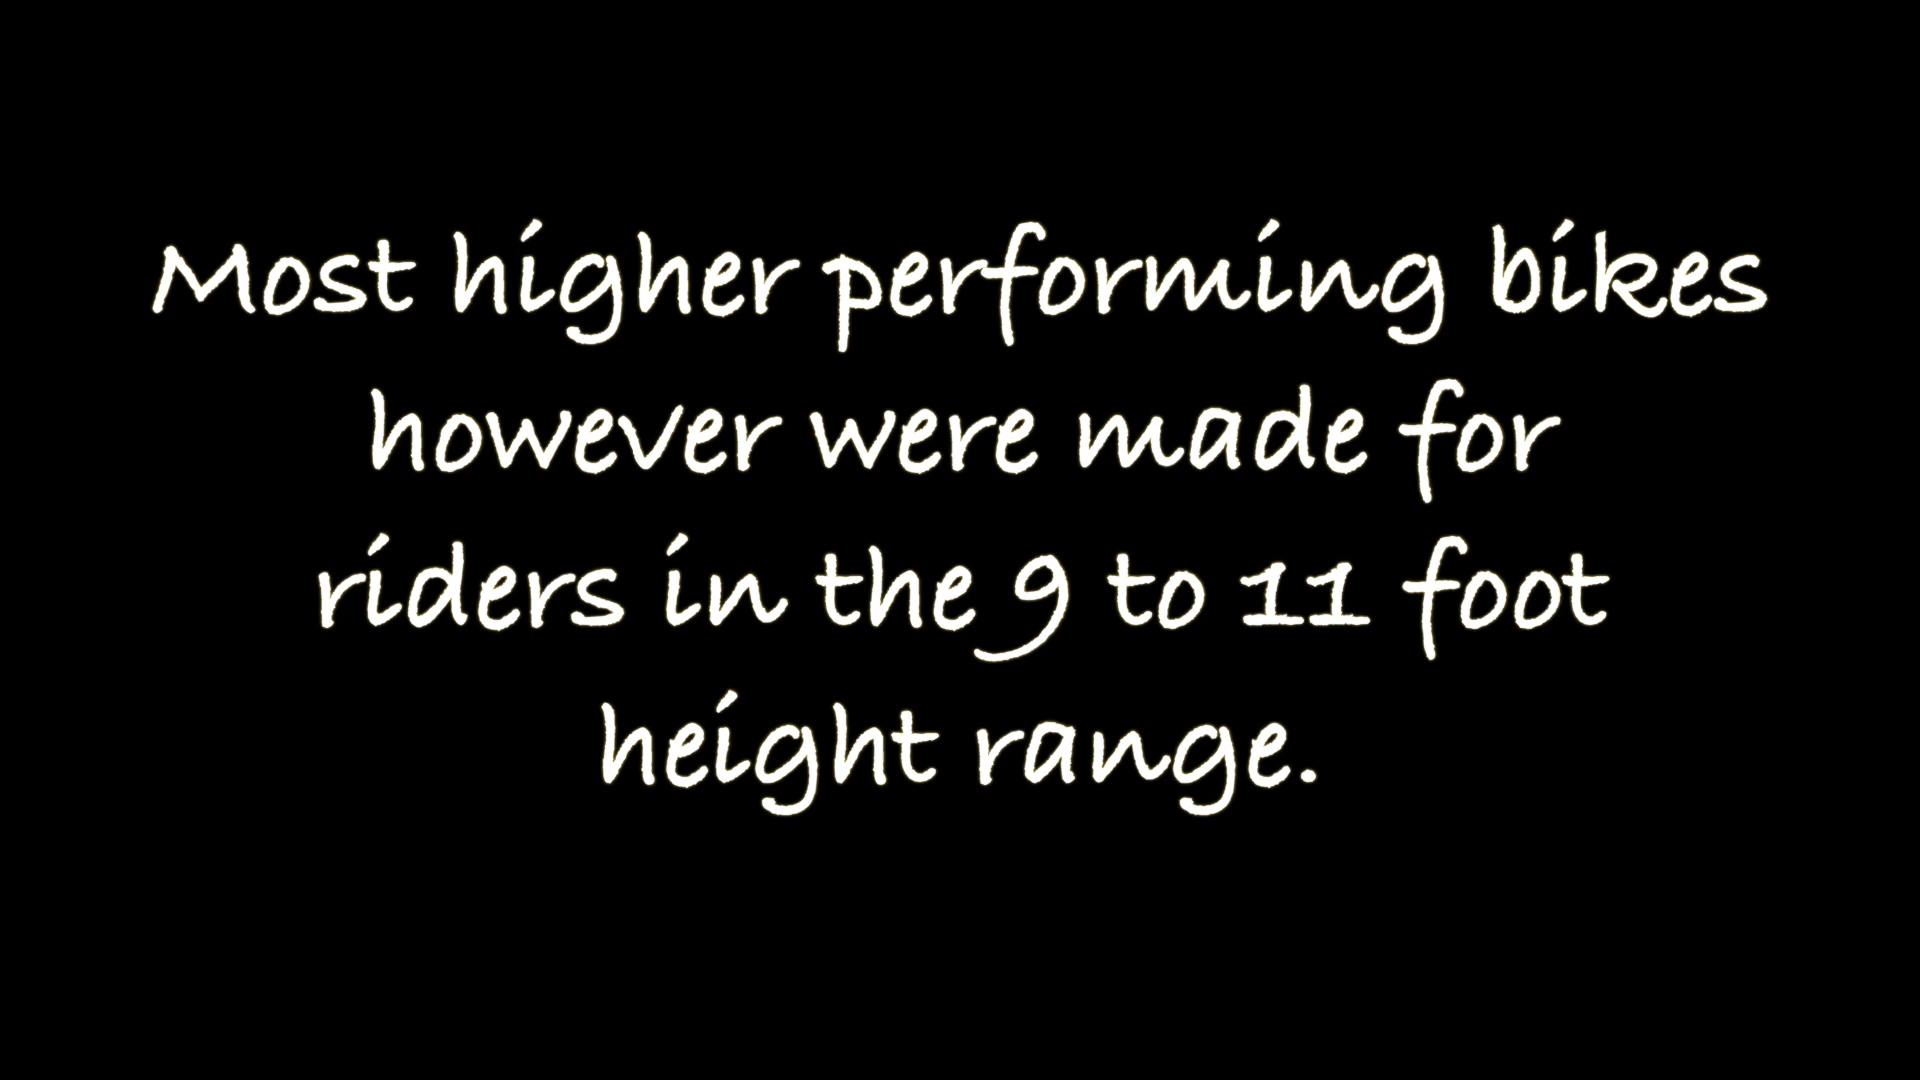 Most higher performing bikes
however were made for
riders in the 9 to 11 foot
height range.